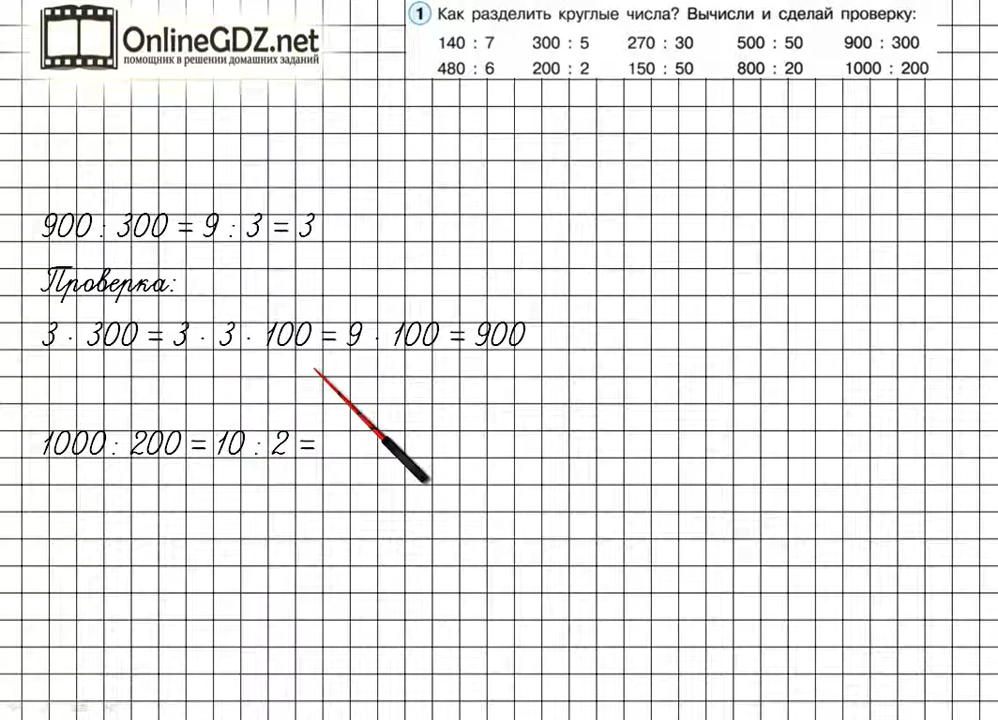 OnlineGDZ.net
помощник в решении домашних заданий
1 Как разделить круглые числа? Вычисли и сделай проверку:
140 : 7 300 : 5 270 : 30 500 : 50 900 : 300
480 : 6 200 : 2 150 : 50 800 : 20 1000 : 200
900 : 300 = 9 : 3 = 3
Проверка:
3 · 300 = 3 · 3 · 100 = 9 · 100 = 900
1000 : 200 = 10 : 2 =